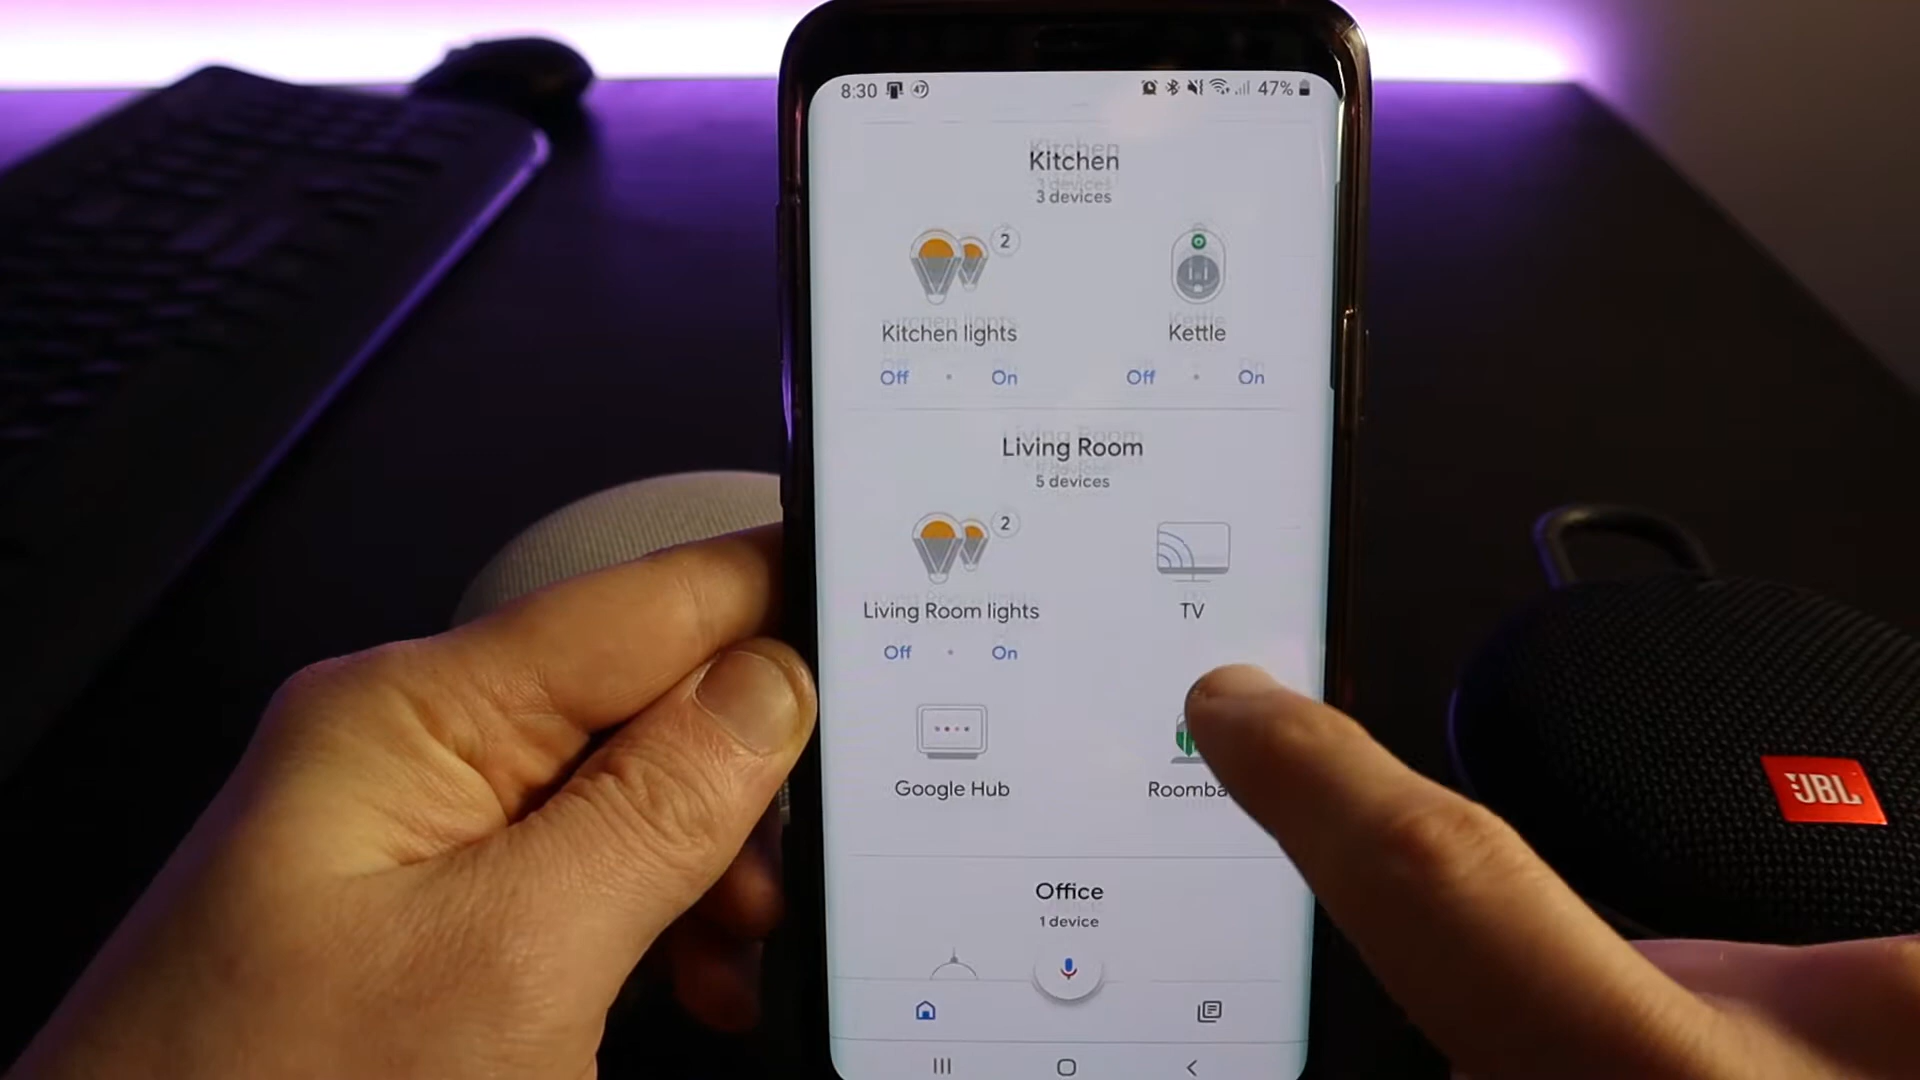 8:30 47 47%
Kitchen
3 devices
2
Kitchen lights Kettle
Off • On Off • On
Living Room
5 devices
2
Living Room lights TV
Off • On
Google Hub Roomba
Office
1 device
JBL